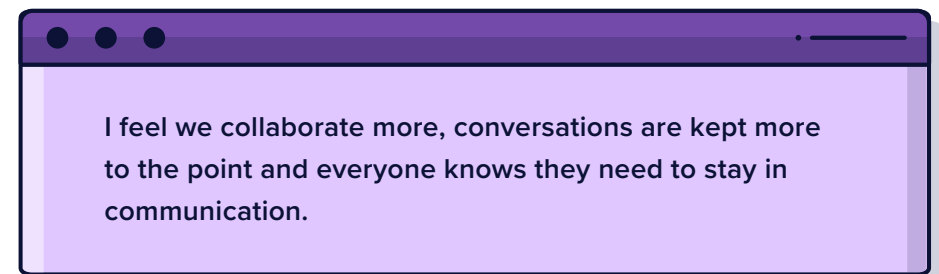 I feel we collaborate more, conversations are kept more
to the point and everyone knows they need to stay in
communication.